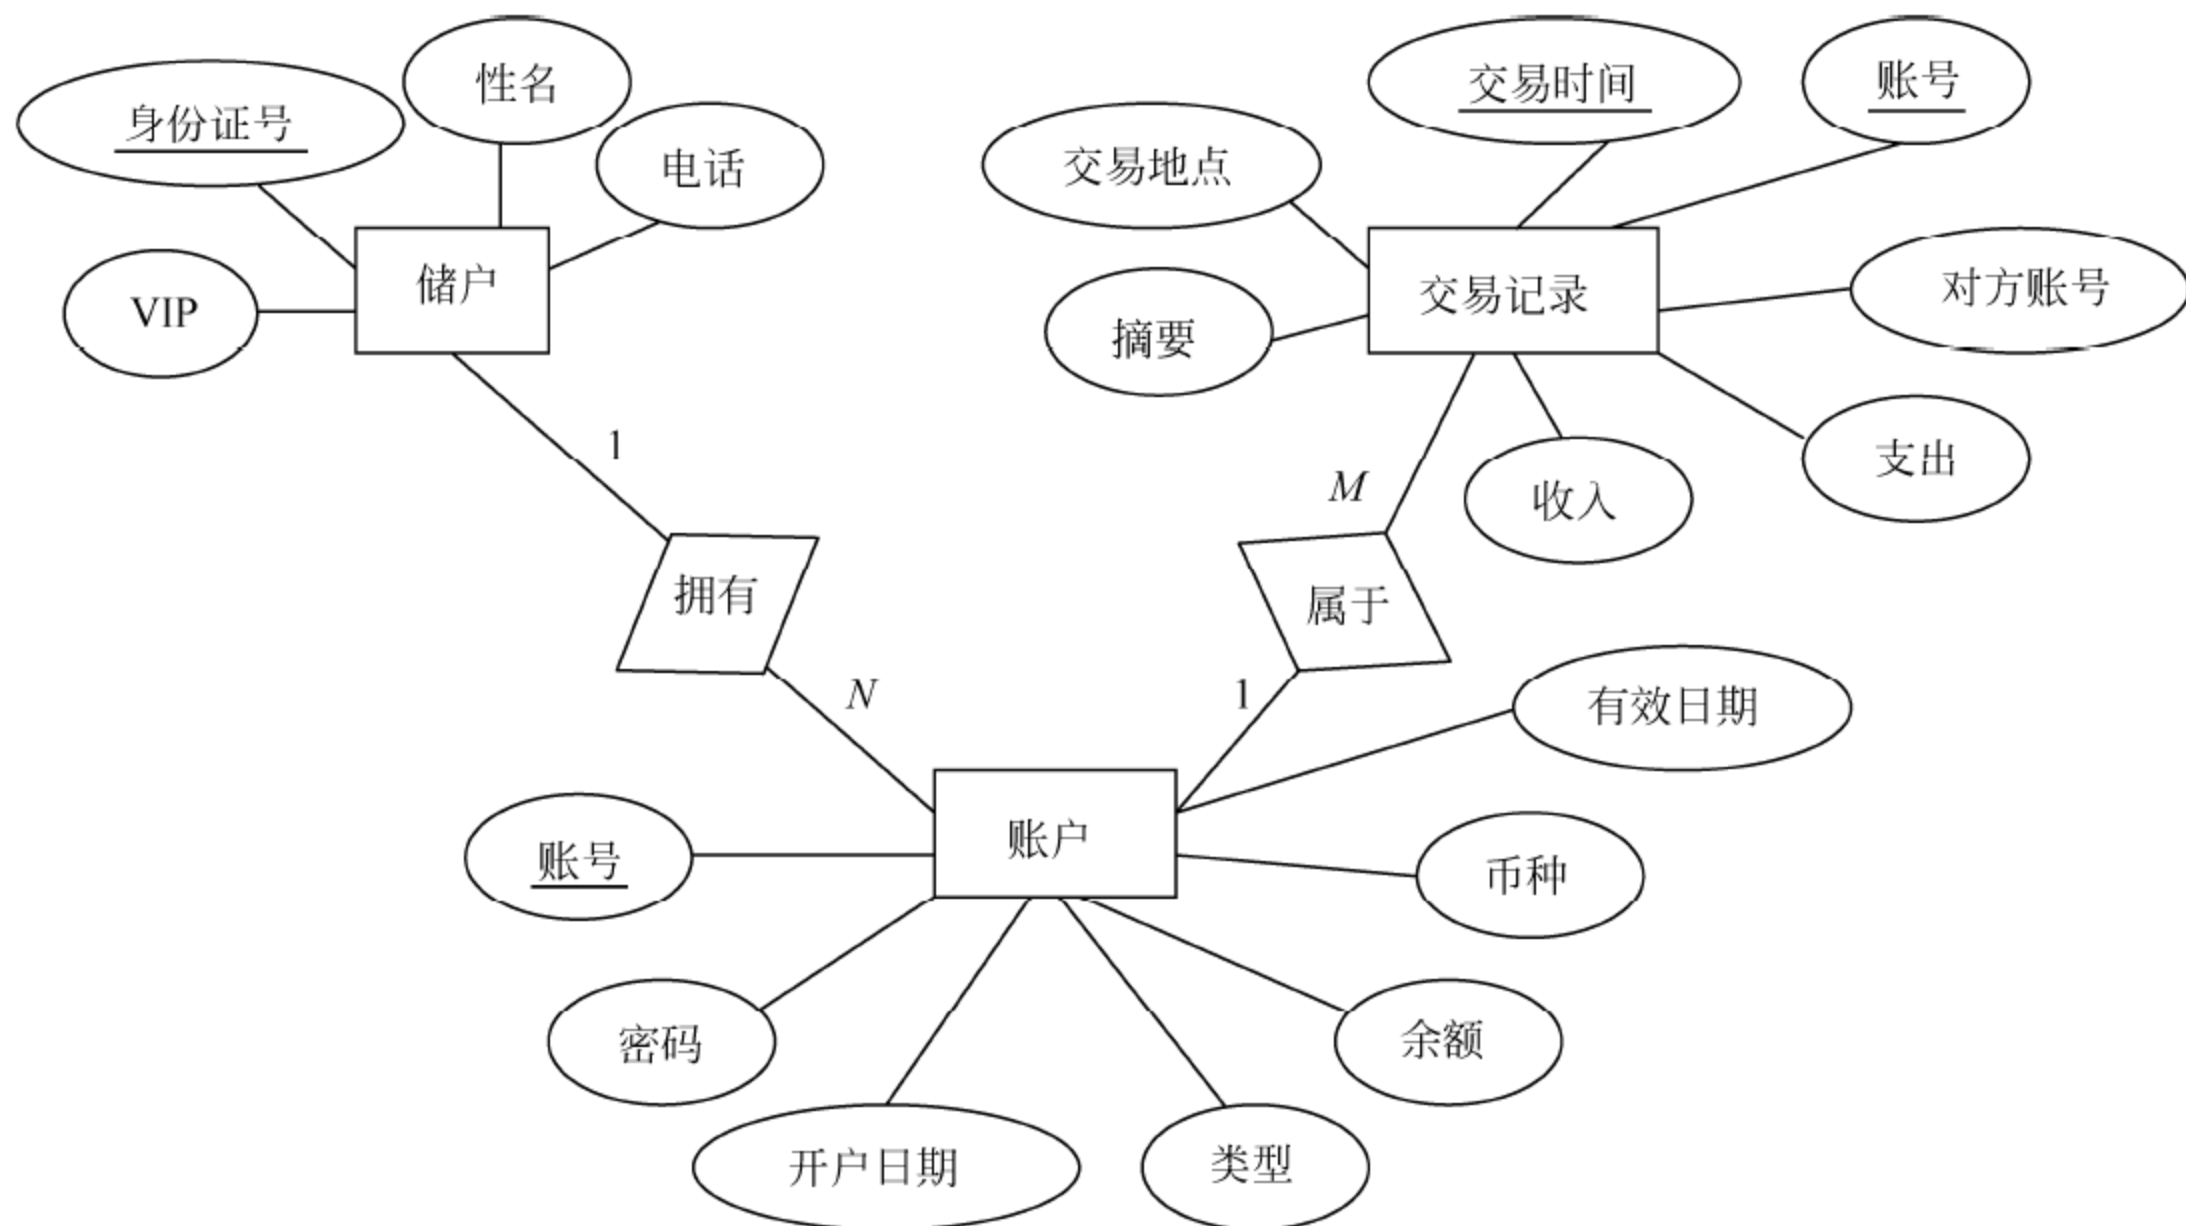 性名
身份证号
电话
VIP
储户
交易时间
账号
交易地点
对方账号
摘要
交易记录
支出
收入
1
M
拥有
属于
N
1
有效日期
账号
账户
币种
密码
余额
开户日期
类型